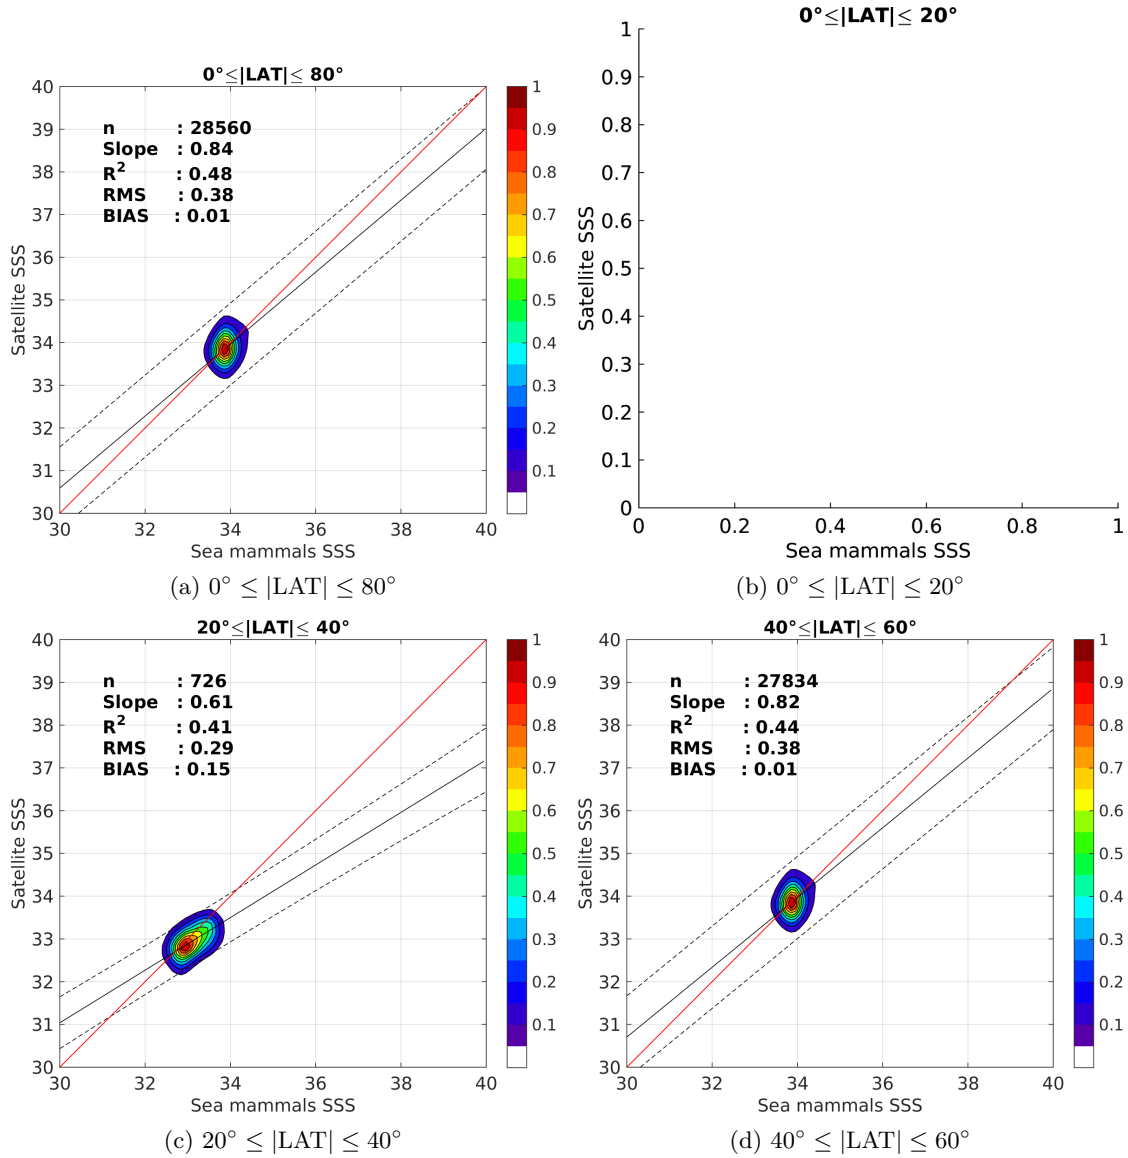 0°≤|LAT|≤ 80°
n : 28560
Slope : 0.84
R² : 0.48
RMS : 0.38
BIAS : 0.01
40
39
38
37
36
35
34
33
32
31
30
30 32 34 36 38 40
Satellite SSS
Sea mammals SSS
1
0.9
0.8
0.7
0.6
0.5
0.4
0.3
0.2
0.1
(a) 0° ≤ |LAT| ≤ 80°
0°≤|LAT|≤ 20°
1
0.9
0.8
0.7
0.6
0.5
0.4
0.3
0.2
0.1
0
0 0.2 0.4 0.6 0.8 1
Satellite SSS
Sea mammals SSS
(b) 0° ≤ |LAT| ≤ 20°
20°≤|LAT|≤ 40°
n : 726
Slope : 0.61
R² : 0.41
RMS : 0.29
BIAS : 0.15
40
39
38
37
36
35
34
33
32
31
30
30 32 34 36 38 40
Satellite SSS
Sea mammals SSS
1
0.9
0.8
0.7
0.6
0.5
0.4
0.3
0.2
0.1
(c) 20° ≤ |LAT| ≤ 40°
40°≤|LAT|≤ 60°
n : 27834
Slope : 0.82
R² : 0.44
RMS : 0.38
BIAS : 0.01
40
39
38
37
36
35
34
33
32
31
30
30 32 34 36 38 40
Satellite SSS
Sea mammals SSS
1
0.9
0.8
0.7
0.6
0.5
0.4
0.3
0.2
0.1
(d) 40° ≤ |LAT| ≤ 60°